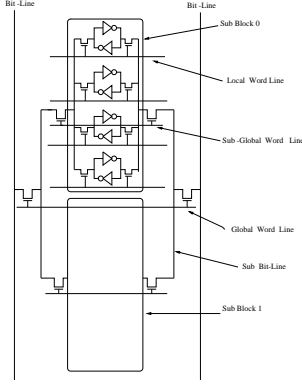 Bit -Line
Bit -Line
Sub Block 0
Local Word Line
Sub -Global Word Line
Global Word Line
Sub Bit-Line
Sub Block 1